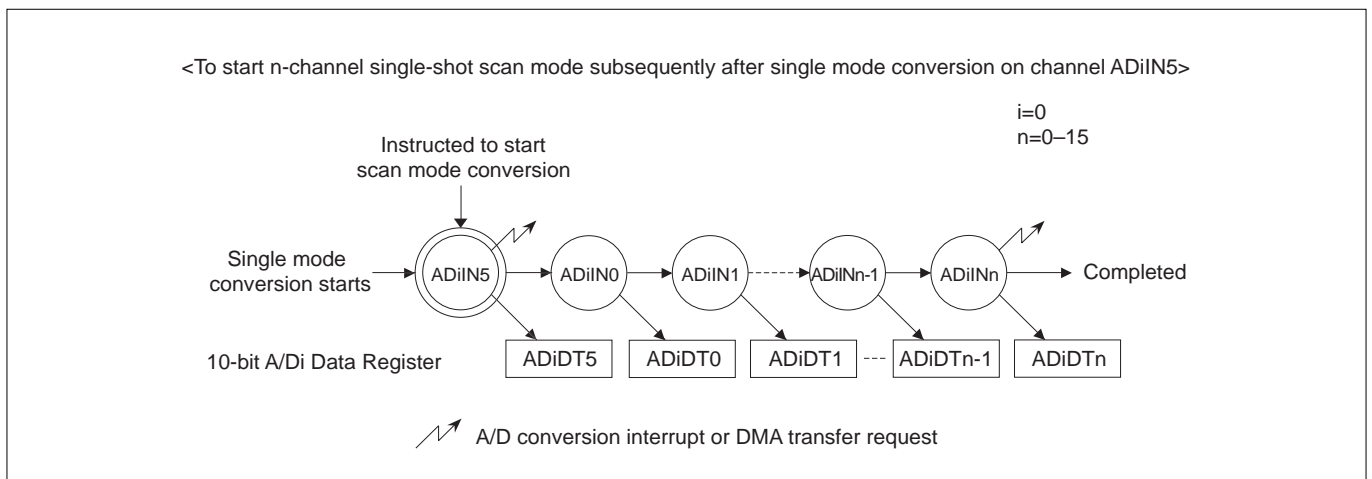 <To start n-channel single-shot scan mode subsequently after single mode conversion on channel ADiIN5>
i=0
n=0–15
Instructed to start
scan mode conversion
Single mode
conversion starts
ADiIN5
ADiIN0
ADiIN1
ADiINn-1
ADiINn
Completed
10-bit A/Di Data Register
ADiDT5
ADiDT0
ADiDT1
ADiDTn-1
ADiDTn
A/D conversion interrupt or DMA transfer request